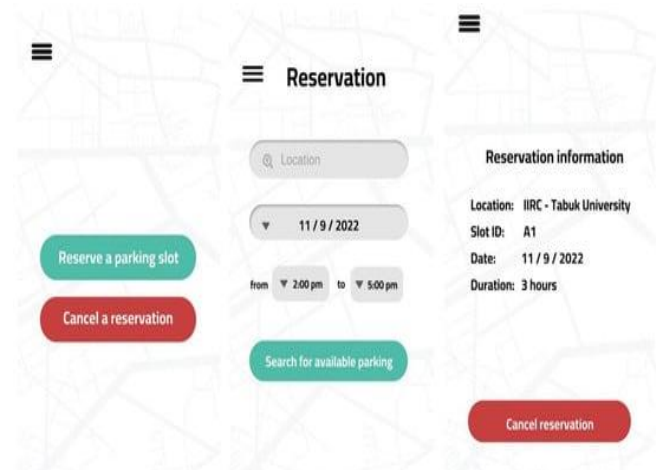 Reserve a parking slot
Cancel a reservation
Reservation
Location
11 / 9 / 2022
from 2:00 pm to 5:00 pm
Search for available parking
Reservation information
Location: IIRC - Tabuk University
Slot ID: A1
Date: 11 / 9 / 2022
Duration: 3 hours
Cancel reservation